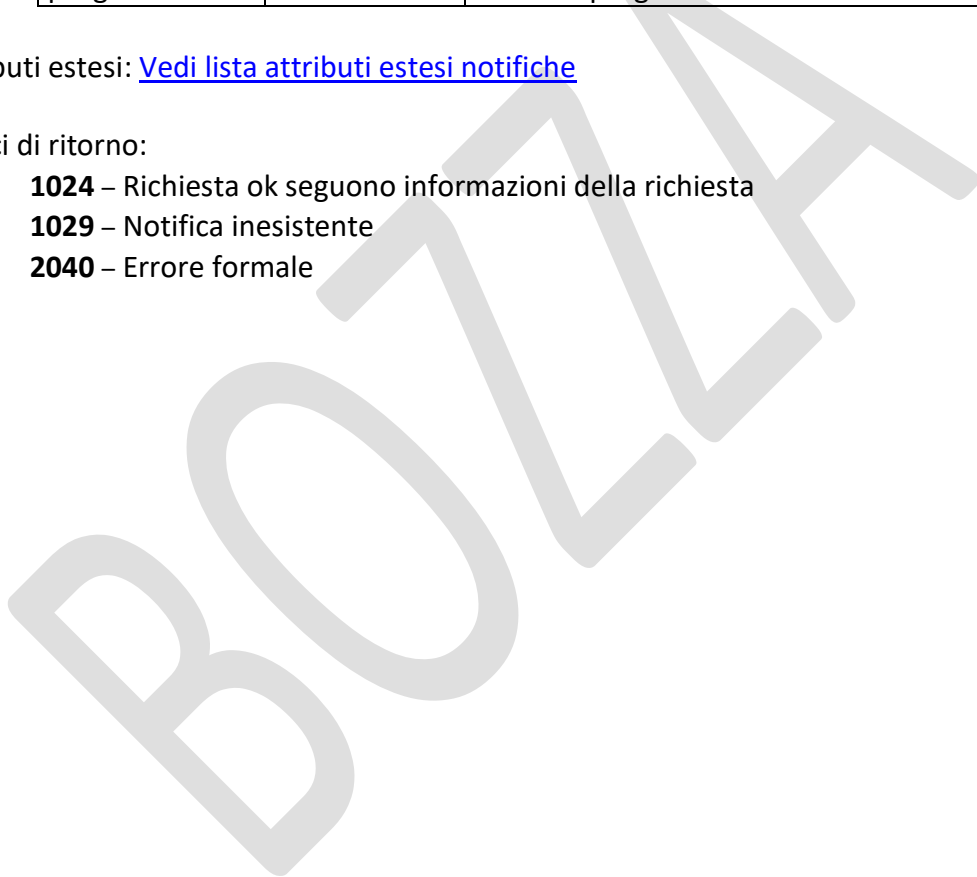 buti estesi: Vedi lista attributi estesi notifiche
i di ritorno:
1024 – Richiesta ok seguono informazioni della richiesta
1029 – Notifica inesistente
2040 – Errore formale
BOZZA